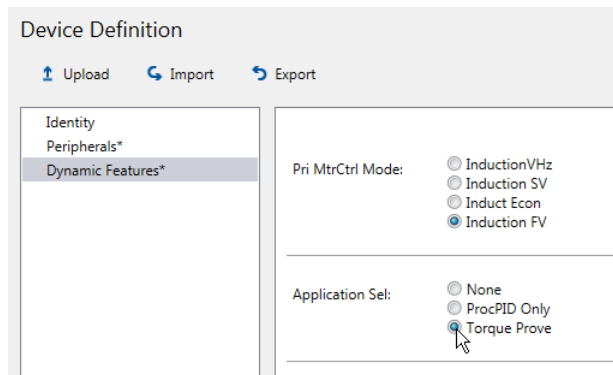 Device Definition
Upload Import Export
Identity
Peripherals*
Dynamic Features*
Pri MtrCtrl Mode:
InductionVHz
Induction SV
Induct Econ
Induction FV
Application Sel:
None
ProcPID Only
Torque Prove